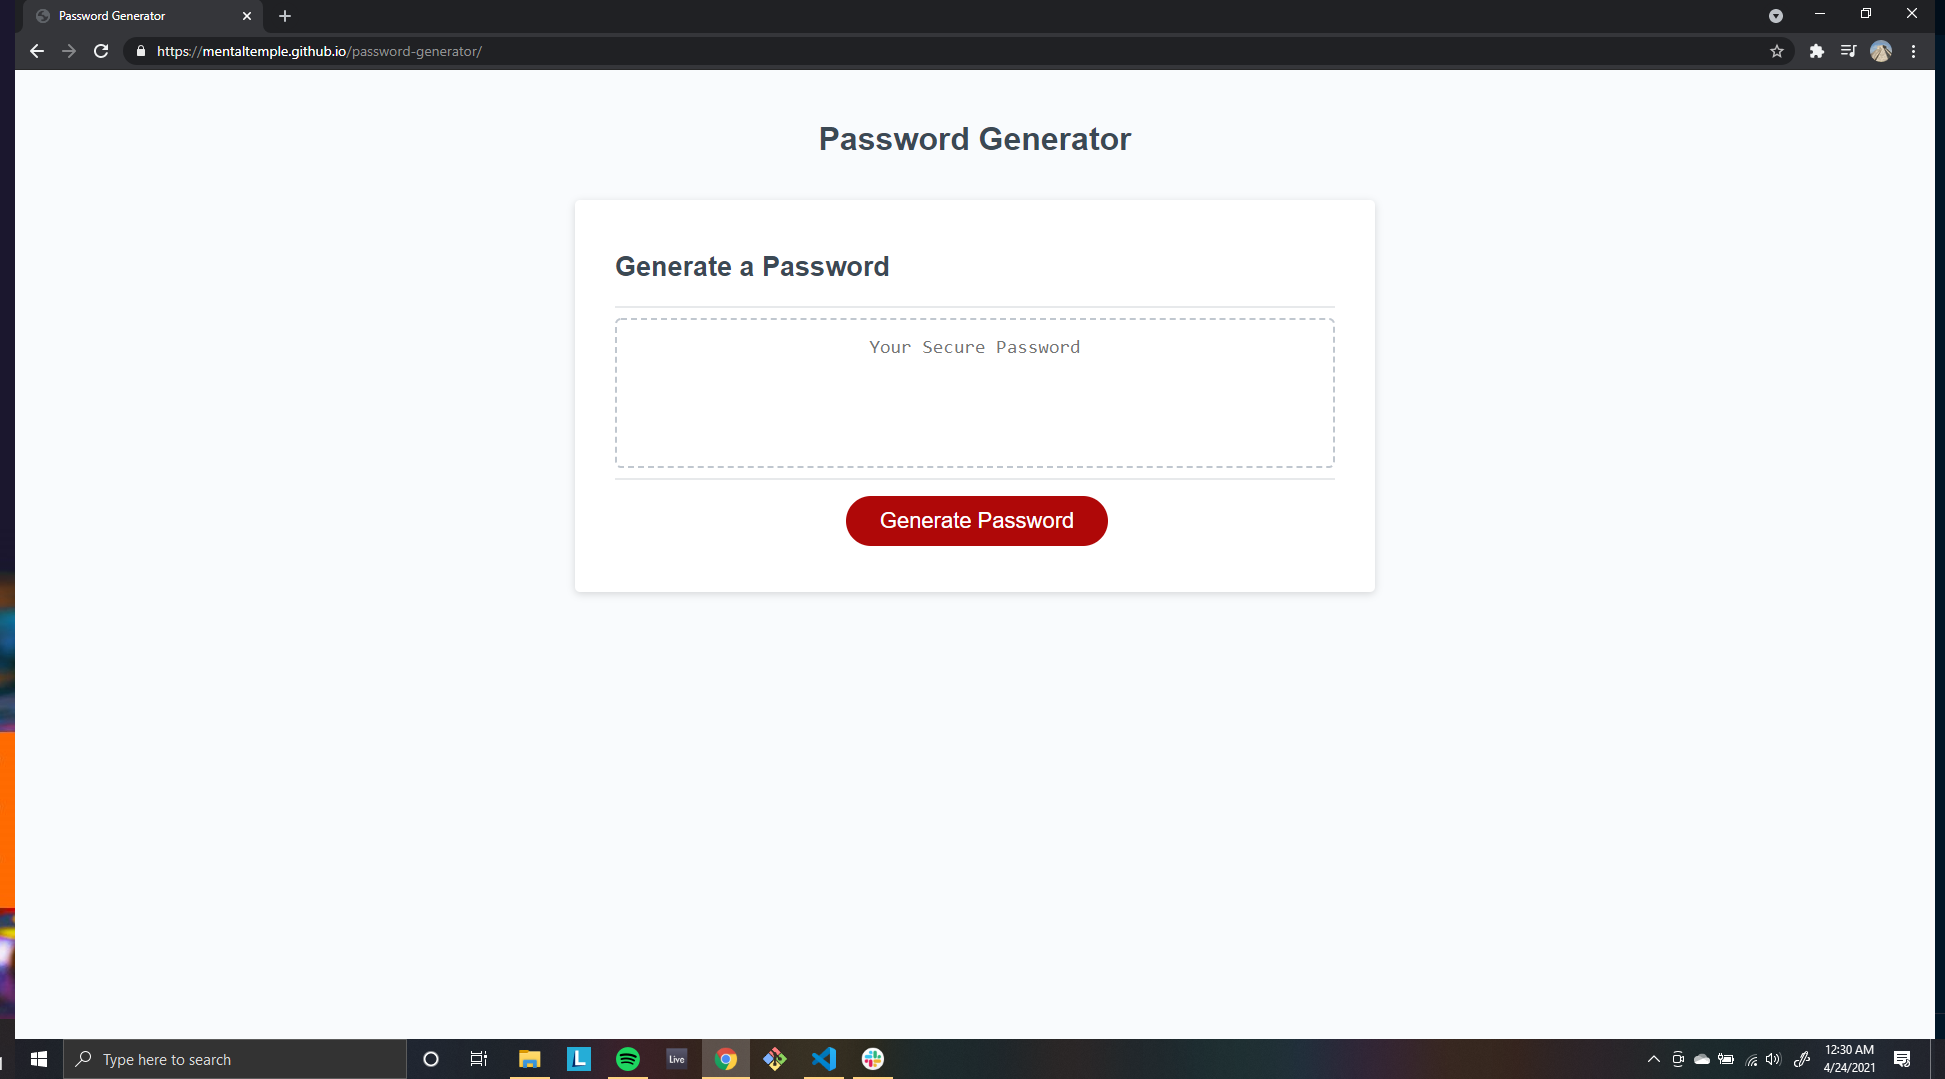 Password Generator
https://mentaltemple.github.io/password-generator/
Password Generator
Generate a Password
Your Secure Password
Generate Password
Type here to search
L
Live
12:30 AM
4/24/2021